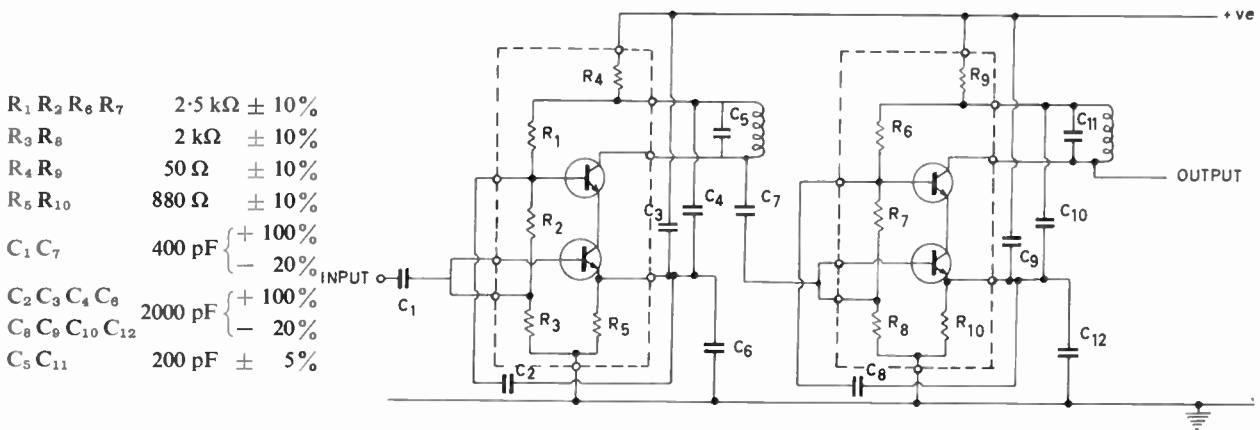 R₁ R₂ R₆ R₇ 2·5 kΩ ± 10%
R₃ R₈ 2 kΩ ± 10%
R₄ R₉ 50 Ω ± 10%
R₅ R₁₀ 880 Ω ± 10%
C₁ C₇ 400 pF { + 100% − 20%
C₂ C₃ C₄ C₆ C₈ C₉ C₁₀ C₁₂ 2000 pF { + 100% − 20%
C₅ C₁₁ 200 pF ± 5%
+ve
R₄
R₉
C₅
C₁₁
R₁
R₆
C₃
C₄
C₇
C₁₀
OUTPUT
R₂
R₇
C₉
INPUT
C₁
R₃
R₅
C₆
R₈
R₁₀
C₁₂
C₂
C₈